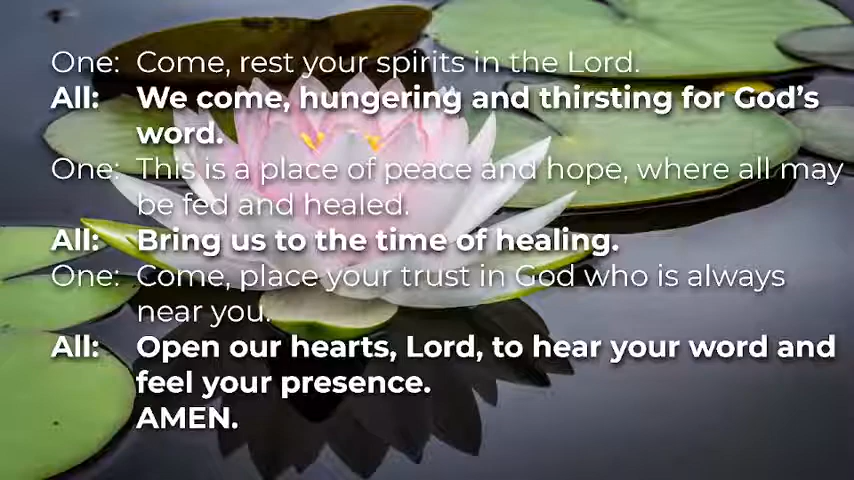 One: Come, rest your spirits in the Lord.
All: We come, hungering and thirsting for God's
word.
One: This is a place of peace and hope, where all may
be fed and healed.
All: Bring us to the time of healing.
One: Come, place your trust in God who is always
near you.
All: Open our hearts, Lord, to hear your word and
feel your presence.
AMEN.